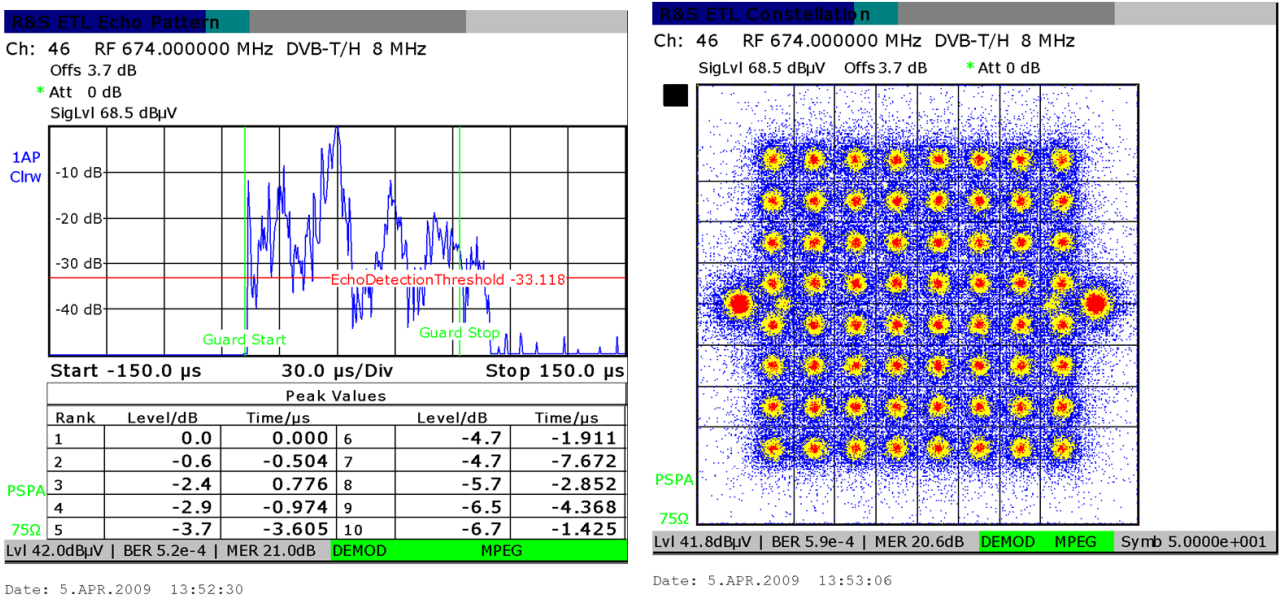 R&S ETL Echo Pattern
Ch: 46 RF 674.000000 MHz DVB-T/H 8 MHz
Offs 3.7 dB
* Att 0 dB
SigLvl 68.5 dBµV
1AP
Clrw
-10 dB
-20 dB
-30 dB
EchoDetectionThreshold -33.118
-40 dB
Guard Start
Guard Stop
Start -150.0 µs 30.0 µs/Div Stop 150.0 µs
Peak Values
Rank Level/dB Time/µs Level/dB Time/µs
1 0.0 0.000 6 -4.7 -1.911
2 -0.6 -0.504 7 -4.7 -7.672
3 -2.4 0.776 8 -5.7 -2.852
4 -2.9 -0.974 9 -6.5 -4.368
5 -3.7 -3.605 10 -6.7 -1.425
PSPA
75Ω
Lvl 42.0dBµV | BER 5.2e-4 | MER 21.0dB DEMOD MPEG
Date: 5.APR.2009 13:52:30
R&S ETL Constellation
Ch: 46 RF 674.000000 MHz DVB-T/H 8 MHz
SigLvl 68.5 dBµV Offs 3.7 dB * Att 0 dB
PSPA
75Ω
Lvl 41.8dBµV | BER 5.9e-4 | MER 20.6dB DEMOD MPEG Symb 5.0000e+001
Date: 5.APR.2009 13:53:06